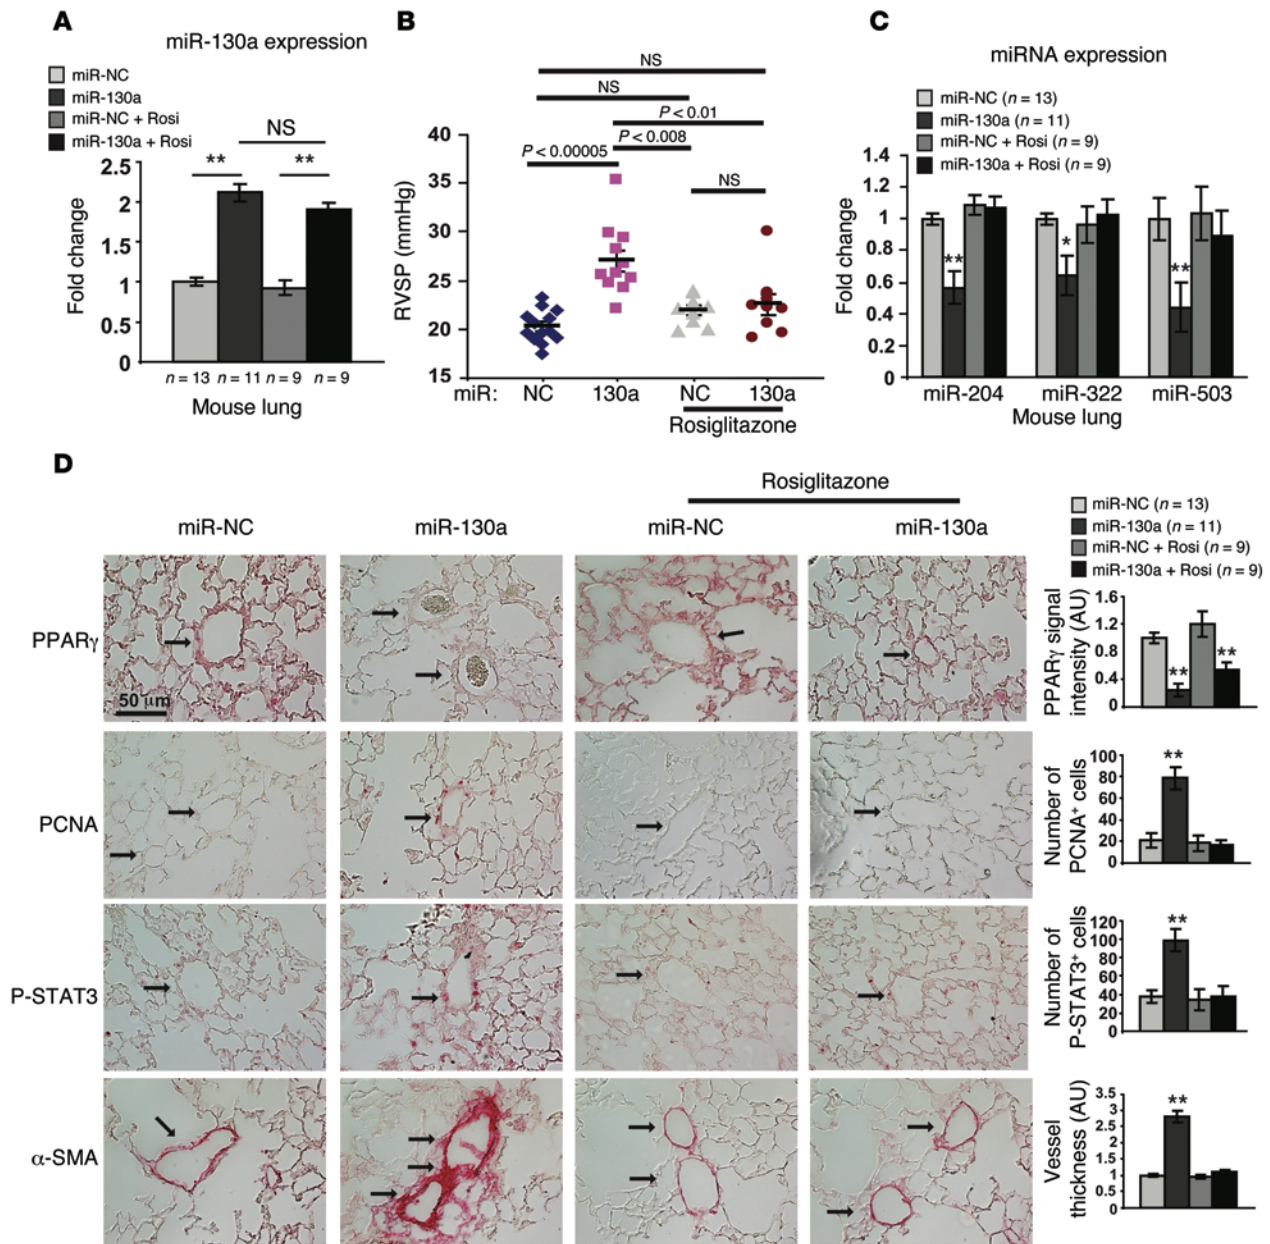 A
miR-130a expression
miR-NC
miR-130a
miR-NC + Rosi
miR-130a + Rosi
NS
**
**
Fold change
2.5
2
1
0.5
0
n = 13
n = 11
n = 9
n = 9
Mouse lung
B
NS
NS
P < 0.01
P < 0.008
P < 0.00005
NS
RVSP (mmHg)
40
35
30
25
20
15
miR:
NC
130a
NC
130a
Rosiglitazone
C
miRNA expression
miR-NC (n = 13)
miR-130a (n = 11)
miR-NC + Rosi (n = 9)
miR-130a + Rosi (n = 9)
Fold change
1.4
1.2
1
0.8
0.6
0.4
0.2
0
**
*
**
miR-204
miR-322
miR-503
Mouse lung
D
Rosiglitazone
miR-NC
miR-130a
miR-NC
miR-130a
miR-NC (n = 13)
miR-130a (n = 11)
miR-NC + Rosi (n = 9)
miR-130a + Rosi (n = 9)
PPARγ
50 μm
PPARγ signal
intensity (AU)
1.6
1.2
0.8
0.4
0
**
**
PCNA
Number of
PCNA⁺ cells
100
80
60
40
20
0
**
P-STAT3
Number of
P-STAT3⁺ cells
120
100
80
60
40
20
0
**
α-SMA
Vessel
thickness (AU)
3.5
3
2.5
2
1.5
1
0.5
0
**